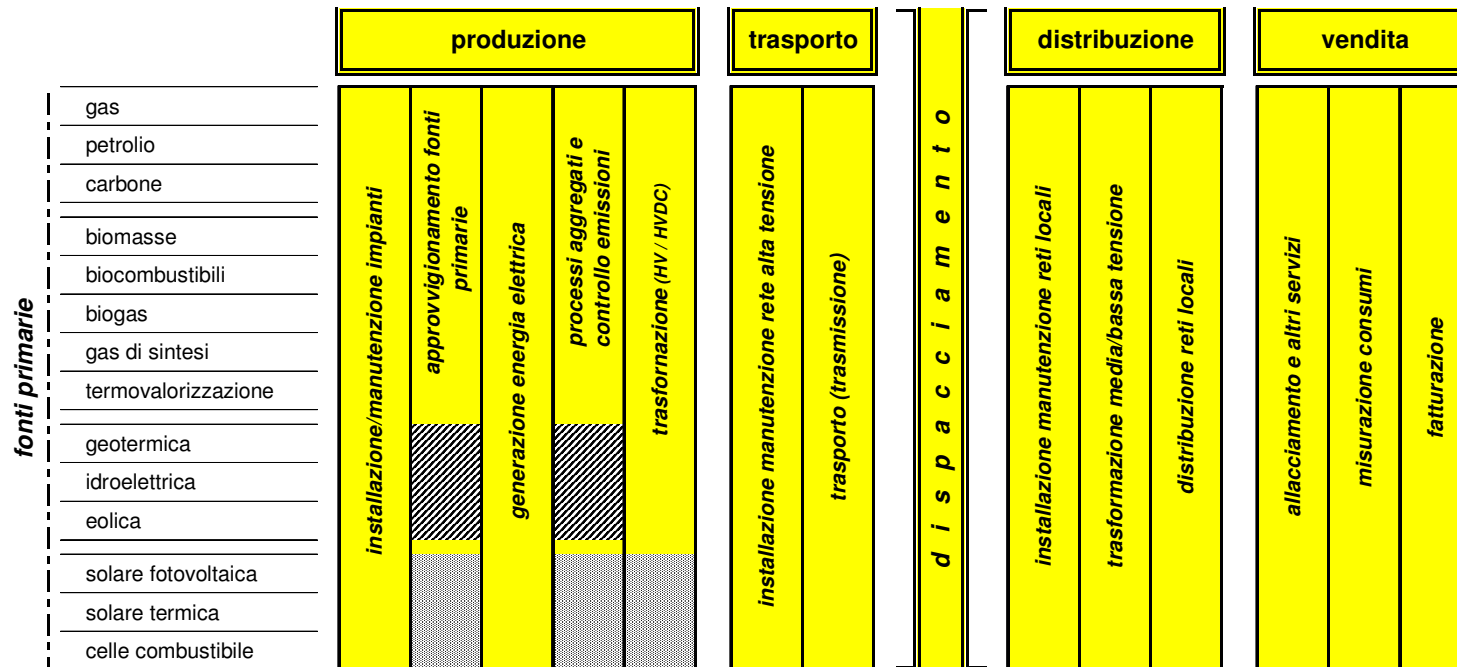 produzione
trasporto
distribuzione
vendita
fonti primarie
gas
petrolio
carbone
biomasse
biocombustibili
biogas
gas di sintesi
termovalorizzazione
geotermica
idroelettrica
eolica
solare fotovoltaica
solare termica
celle combustibile
installazione/manutenzione impianti
approvvigionamento fonti
primarie
generazione energia elettrica
processi aggregati e
controllo emissioni
trasfornazione (HV / HVDC)
installazione manutenzione rete alta tensione
trasporto (trasmissione)
dispacciamento
installazione manutenzione reti locali
trasformazione media/bassa tensione
distribuzione reti locali
allacciamento e altri servizi
misurazione consumi
fatturazione